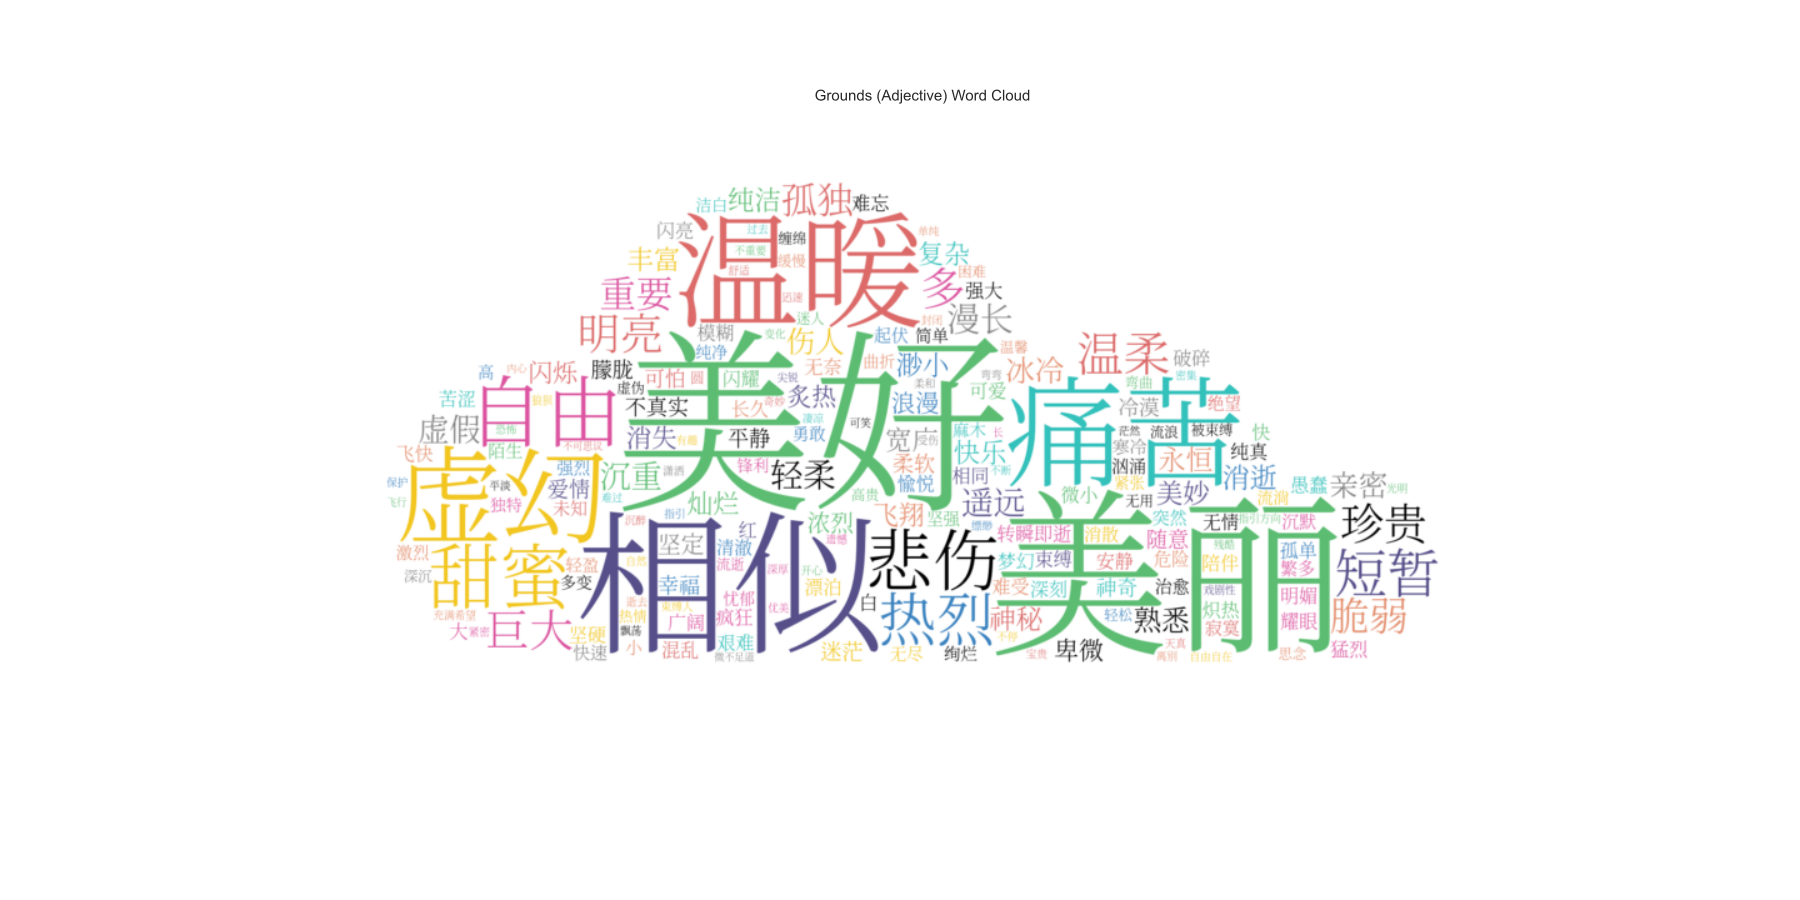 Grounds (Adjective) Word Cloud
洁白 纯洁 孤独 难忘
闪亮 温暖 过去 缠绵 单纯
丰富 不重要 缓慢 复杂
舒适 困难
重要 迅速 多 强大
迷人 封闭 漫长
明亮 模糊 变化 伤人 起伏 简单
纯净 美好 温馨 温柔 破碎
高 内心 闪烁 朦胧 可怕 圆 闪耀 尖锐 无奈 曲折 渺小 弯弯 冰冷 密集
虚伪 奇妙 炙热 柔和 可爱 弯曲
苦涩 狼狈 自由 不真实 长久 浪漫 痛苦 冷漠 绝望
虚假 恐怖 消失 平静 凄凉 勇敢 可笑 宽广 受伤 麻木 长 茫然 流浪 被束缚 快
飞快 陌生 不可思议 有趣 快乐 寒冷 纯真
保护 虚幻 强烈 沉重 潇洒 锋利 轻柔 柔软 相同 不断 汹涌 永恒 消逝
平淡 爱情 愉悦 紧张 美妙 愚蠢 亲密 光明
飞行 独特 未知 难过 灿烂 高贵 遥远 微小 无用 流淌
沉醉 指引 红 浓烈 飞翔 坚强 缥缈 突然 无情 指引方向 沉默 珍贵
激烈 坚定 清澈 遗憾 悲伤 转瞬即逝 消散 随意 残酷 孤单
深沉 甜蜜 轻盈 多变 自然 相似 流逝 深厚 开心 梦幻 束缚 安静 危险 陪伴 繁多 短暂
幸福 漂泊 难受 深刻 神奇 治愈 戏剧性 明媚
充满希望 逝去 束缚人 忧郁 优美 白 热烈 美丽 炽热 脆弱
大 紧密 巨大 坚硬 热情 飘荡 广阔 疯狂 神秘 轻松 熟悉 寂寞 耀眼
快速 小 混乱 艰难 微不足道 迷茫 无尽 绚烂 不停 宝贵 卑微 天真 离别 自由自在 思念 猛烈